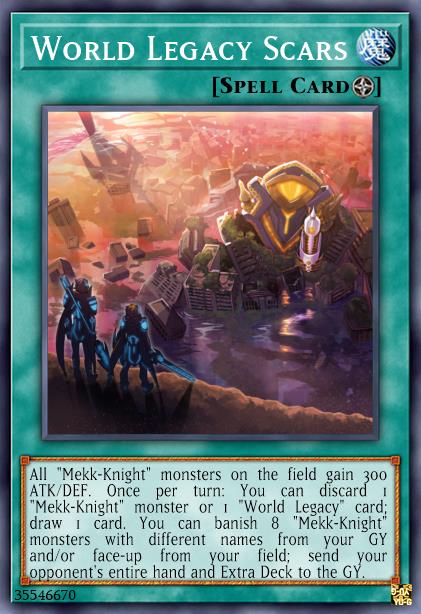 World Legacy Scars
魔
[Spell Card]
All "Mekk-Knight" monsters on the field gain 300
ATK/DEF. Once per turn: You can discard 1
"Mekk-Knight" monster or 1 "World Legacy" card;
draw 1 card. You can banish 8 "Mekk-Knight"
monsters with different names from your GY
and/or face-up from your field; send your
opponent's entire hand and Extra Deck to the GY.
35546670